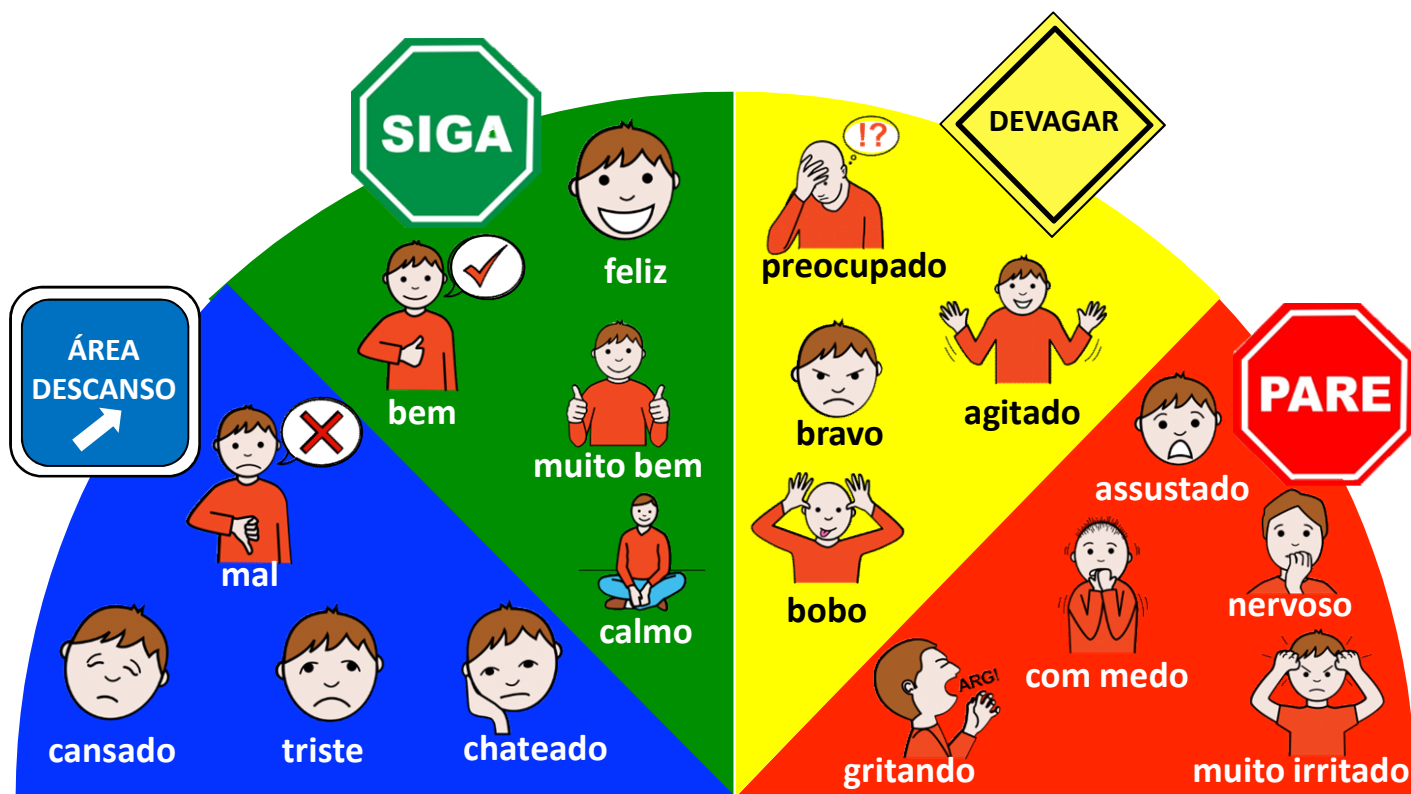 ÁREA
DESCANSO
mal
cansado
triste
chateado
SIGA
feliz
bem
muito bem
calmo
DEVAGAR
!?
preocupado
agitado
bravo
bobo
PARE
assustado
nervoso
com medo
ARG!
gritando
muito irritado